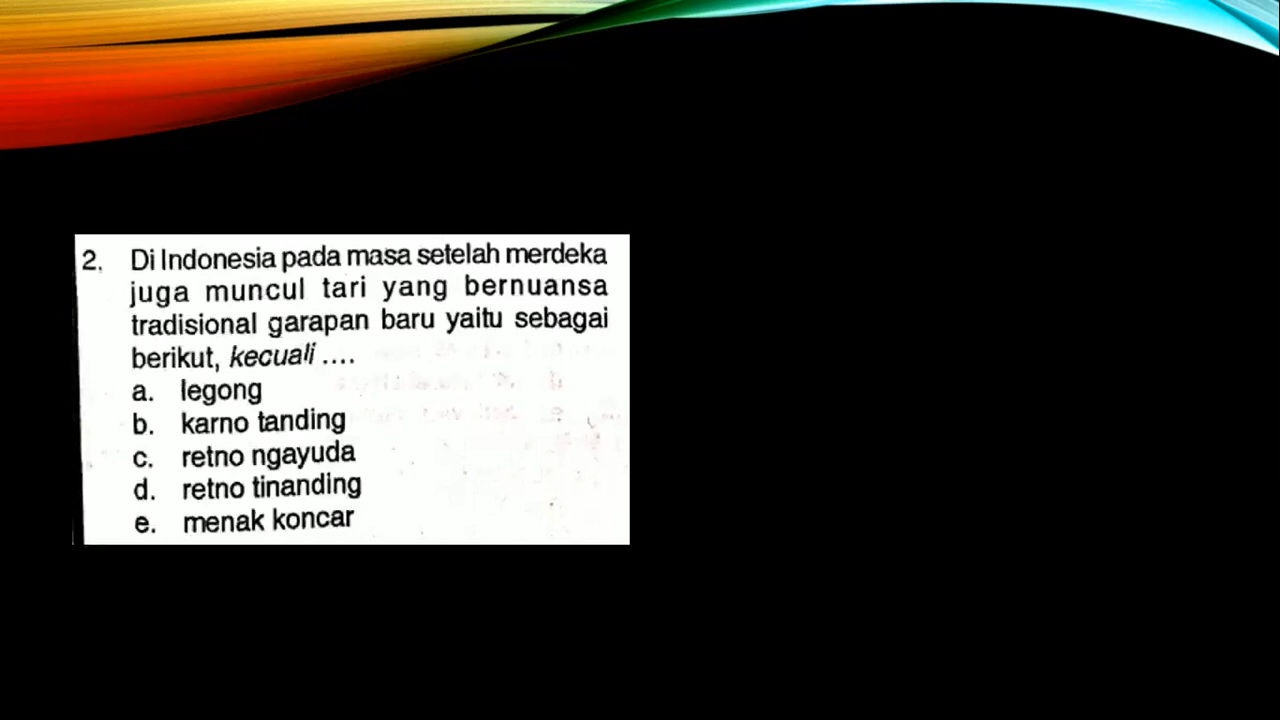 2. Di Indonesia pada masa setelah merdeka
juga muncul tari yang bernuansa
tradisional garapan baru yaitu sebagai
berikut, kecuali ....
a. legong
b. karno tanding
c. retno ngayuda
d. retno tinanding
e. menak koncar